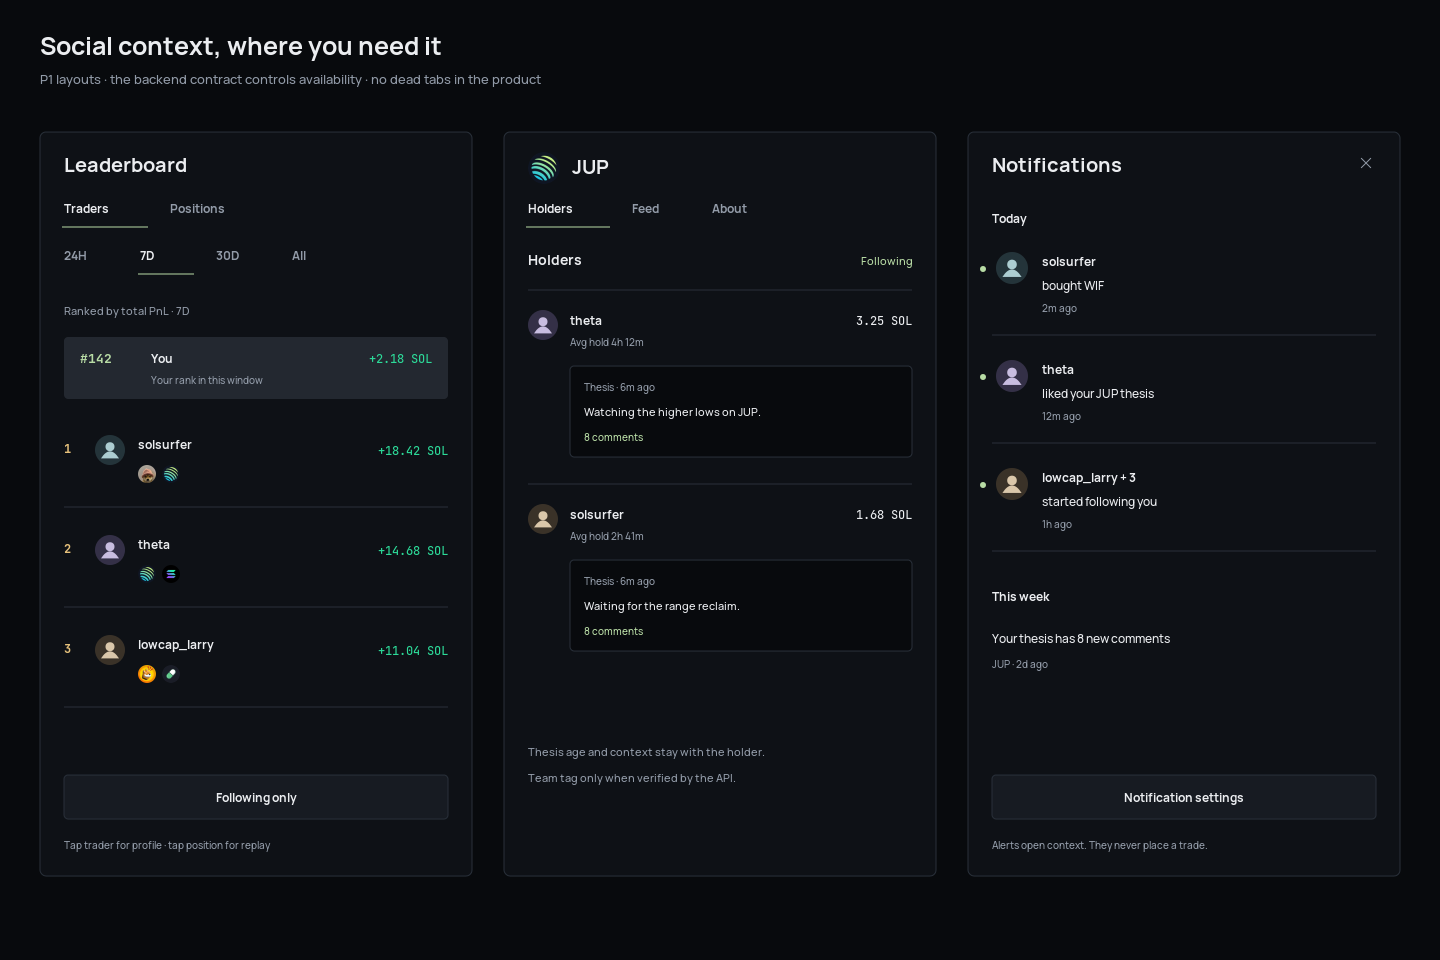 Social context, where you need it
P1 layouts · the backend contract controls availability · no dead tabs in the product
Leaderboard
Traders Positions
24H 7D 30D All
Ranked by total PnL · 7D
#142 You +2.18 SOL
Your rank in this window
1 solsurfer +18.42 SOL
2 theta +14.68 SOL
3 lowcap_larry +11.04 SOL
Following only
Tap trader for profile · tap position for replay
JUP
Holders Feed About
Holders Following
theta 3.25 SOL
Avg hold 4h 12m
Thesis · 6m ago
Watching the higher lows on JUP.
8 comments
solsurfer 1.68 SOL
Avg hold 2h 41m
Thesis · 6m ago
Waiting for the range reclaim.
8 comments
Thesis age and context stay with the holder.
Team tag only when verified by the API.
Notifications
Today
solsurfer
bought WIF
2m ago
theta
liked your JUP thesis
12m ago
lowcap_larry + 3
started following you
1h ago
This week
Your thesis has 8 new comments
JUP · 2d ago
Notification settings
Alerts open context. They never place a trade.